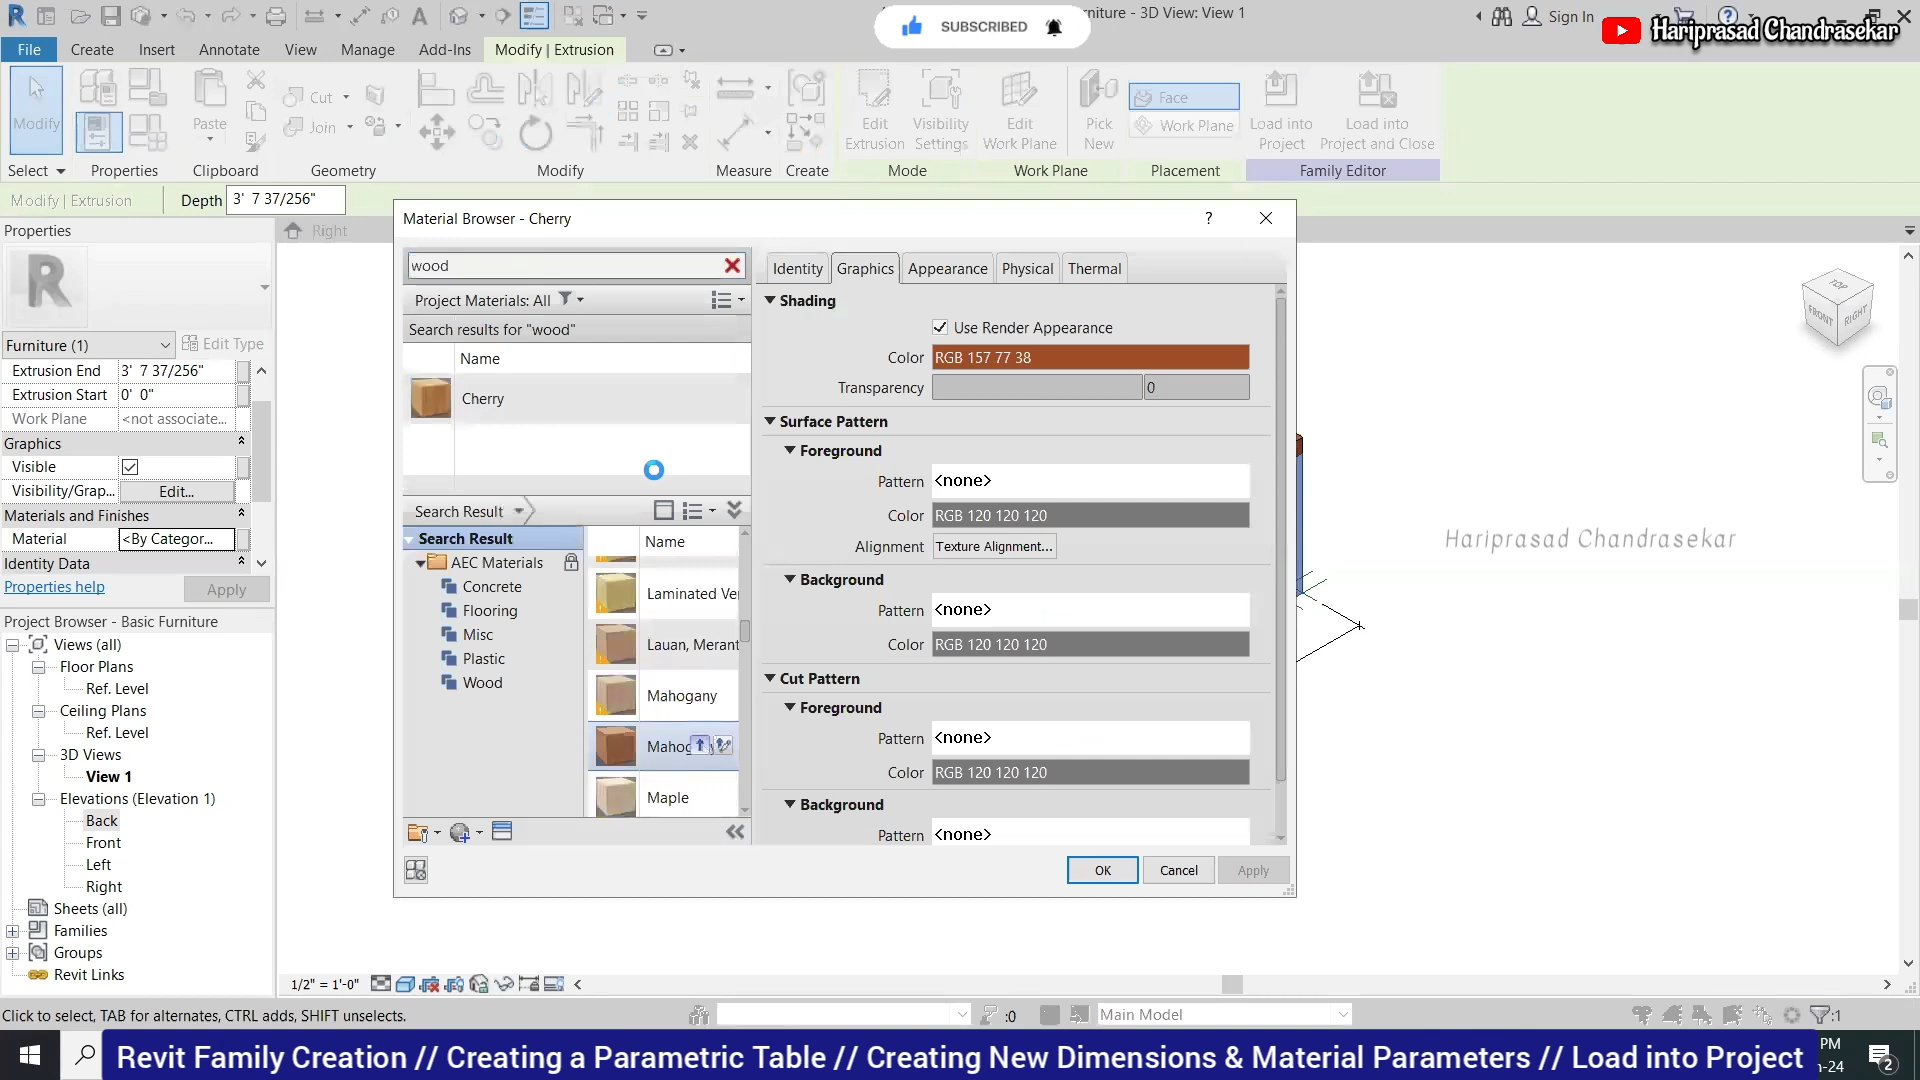 SUBSCRIBED
rniture - 3D View: View 1
Sign In
Hariprasad Chandrasekar
File
Create
Insert
Annotate
View
Manage
Add-Ins
Modify | Extrusion
Modify
Paste
Cut
Join
Edit Extrusion
Visibility Settings
Edit Work Plane
Pick New
Face
Work Plane
Load into Project
Load into Project and Close
Select
Properties
Clipboard
Geometry
Modify
Measure
Create
Mode
Work Plane
Placement
Family Editor
Modify | Extrusion
Depth
3' 7 37/256"
Properties
Right
Furniture (1)
Edit Type
Extrusion End
3' 7 37/256"
Extrusion Start
0' 0"
Work Plane
<not associate...
Graphics
Visible
Visibility/Grap...
Edit...
Materials and Finishes
Material
<By Categor...
Identity Data
Properties help
Apply
Project Browser - Basic Furniture
Views (all)
Floor Plans
Ref. Level
Ceiling Plans
Ref. Level
3D Views
View 1
Elevations (Elevation 1)
Back
Front
Left
Right
Sheets (all)
Families
Groups
Revit Links
Material Browser - Cherry
?
wood
Project Materials: All
Search results for "wood"
Name
Cherry
Search Result
Search Result
AEC Materials
Concrete
Flooring
Misc
Plastic
Wood
Name
Laminated Ve
Lauan, Merant
Mahogany
Mahog
Maple
Identity
Graphics
Appearance
Physical
Thermal
Shading
Use Render Appearance
Color
RGB 157 77 38
Transparency
0
Surface Pattern
Foreground
Pattern
<none>
Color
RGB 120 120 120
Alignment
Texture Alignment...
Background
Pattern
<none>
Color
RGB 120 120 120
Cut Pattern
Foreground
Pattern
<none>
Color
RGB 120 120 120
Background
Pattern
<none>
OK
Cancel
Apply
TOP
FRONT
RIGHT
Hariprasad Chandrasekar
1/2" = 1'-0"
Click to select, TAB for alternates, CTRL adds, SHIFT unselects.
:0
Main Model
:1
Revit Family Creation // Creating a Parametric Table // Creating New Dimensions & Material Parameters // Load into Project
PM
-24
2